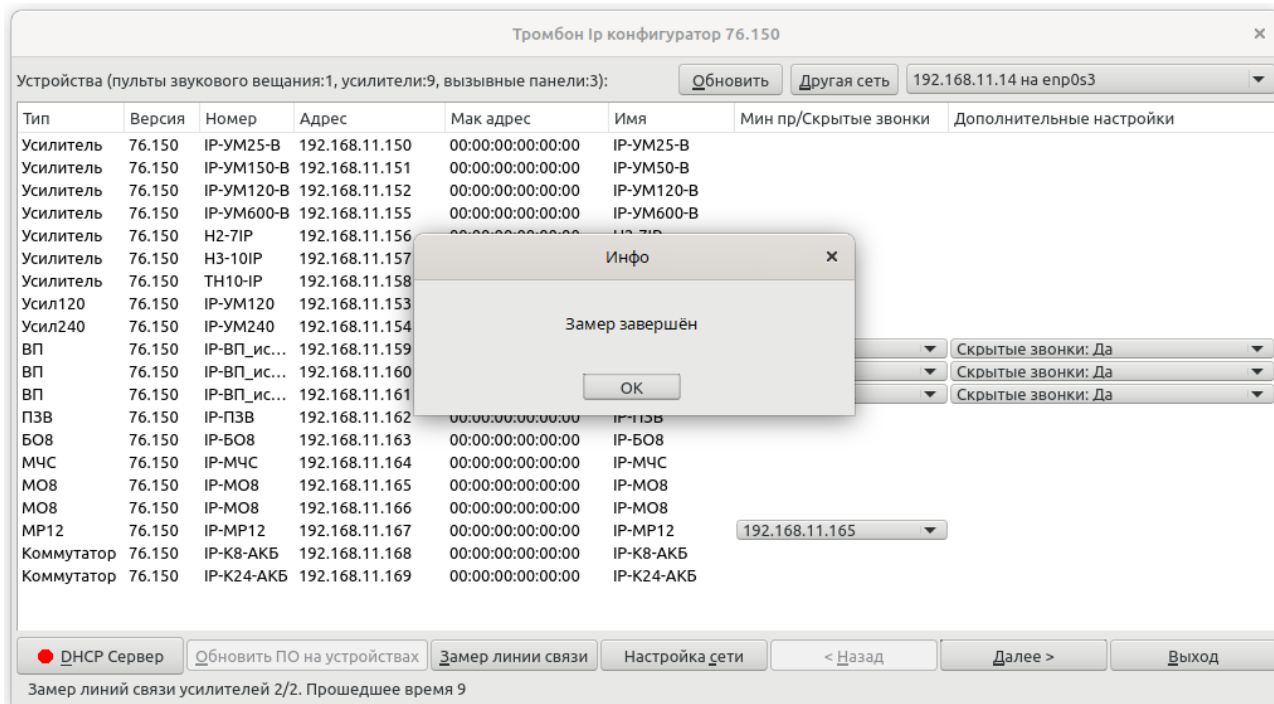 Тромбон Ip конфигуратор 76.150
Устройства (пульты звукового вещания:1, усилители:9, вызывные панели:3): Обновить Другая сеть 192.168.11.14 на enp0s3
Тип Версия Номер Адрес Мак адрес Имя Мин пр/Скрытые звонки Дополнительные настройки
Усилитель 76.150 IP-УМ25-В 192.168.11.150 00:00:00:00:00:00 IP-УМ25-В
Усилитель 76.150 IP-УМ150-В 192.168.11.151 00:00:00:00:00:00 IP-УМ50-В
Усилитель 76.150 IP-УМ120-В 192.168.11.152 00:00:00:00:00:00 IP-УМ120-В
Усилитель 76.150 IP-УМ600-В 192.168.11.155 00:00:00:00:00:00 IP-УМ600-В
Усилитель 76.150 Н2-7IP 192.168.11.156 00:00:00:00:00:00 Н2-7IP
Усилитель 76.150 Н3-10IP 192.168.11.157
Усилитель 76.150 ТН10-IP 192.168.11.158
Усил120 76.150 IP-УМ120 192.168.11.153
Усил240 76.150 IP-УМ240 192.168.11.154
ВП 76.150 IP-ВП_ис... 192.168.11.159 Скрытые звонки: Да
ВП 76.150 IP-ВП_ис... 192.168.11.160 Скрытые звонки: Да
ВП 76.150 IP-ВП_ис... 192.168.11.161 Скрытые звонки: Да
ПЗВ 76.150 IP-ПЗВ 192.168.11.162 00:00:00:00:00:00 IP-ПЗВ
БО8 76.150 IP-БО8 192.168.11.163 00:00:00:00:00:00 IP-БО8
МЧС 76.150 IP-МЧС 192.168.11.164 00:00:00:00:00:00 IP-МЧС
МО8 76.150 IP-МО8 192.168.11.165 00:00:00:00:00:00 IP-МО8
МО8 76.150 IP-МО8 192.168.11.166 00:00:00:00:00:00 IP-МО8
МР12 76.150 IP-МР12 192.168.11.167 00:00:00:00:00:00 IP-МР12 192.168.11.165
Коммутатор 76.150 IP-К8-АКБ 192.168.11.168 00:00:00:00:00:00 IP-К8-АКБ
Коммутатор 76.150 IP-К24-АКБ 192.168.11.169 00:00:00:00:00:00 IP-К24-АКБ
Инфо
Замер завершён
ОК
DHCP Сервер Обновить ПО на устройствах Замер линии связи Настройка сети < Назад Далее > Выход
Замер линий связи усилителей 2/2. Прошедшее время 9